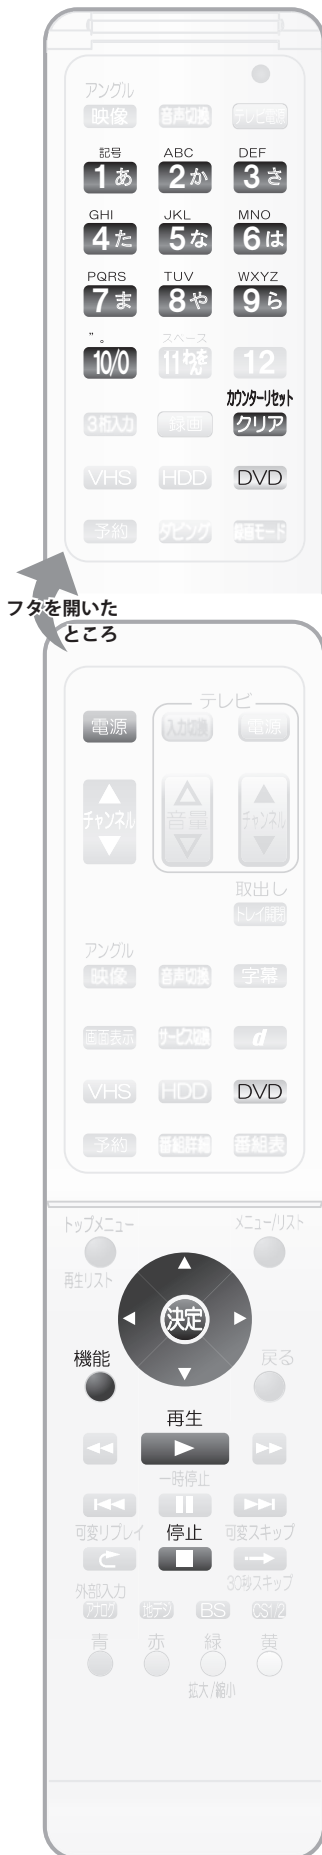 アングル
映像 音声切換 テレビ電源
記号 ABC DEF
1あ 2か 3さ
GHI JKL MNO
4た 5な 6は
PQRS TUV WXYZ
7ま 8や 9ら
゛゜ スペース
10/0 11わをん 12
カウンターリセット
3桁入力 録画 クリア
VHS HDD DVD
予約 ダビング 録画モード
フタを開いた
ところ
テレビ
電源 入力切換 電源
チャンネル 音量 チャンネル
取出し
トレイ開閉
アングル
映像 音声切換 字幕
画面表示 サービス切換 d
VHS HDD DVD
予約 番組詳細 番組表
トップメニュー メニュー/リスト
再生リスト
決定
機能 戻る
再生
一時停止
可変リプレイ 停止 可変スキップ
30秒スキップ
外部入力
アナログ 地デジ BS CS1/2
青 赤 緑 黄
拡大/縮小